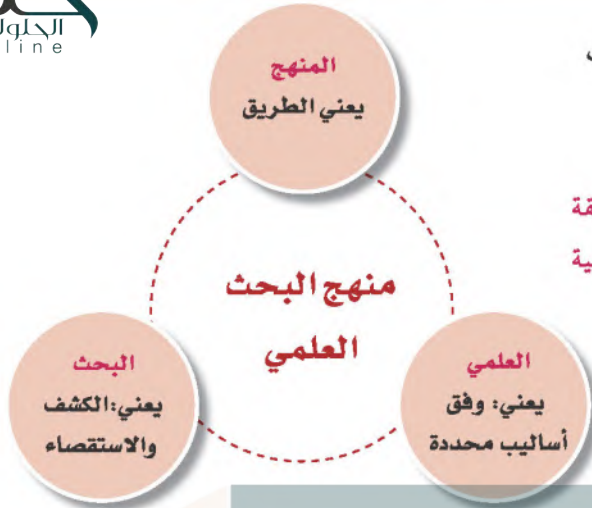 الحلول
line
المنهج
يعني الطريق
منهج البحث
العلمي
العلمي
يعني: وفق
أساليب محددة
البحث
يعني:الكشف
والاستقصاء